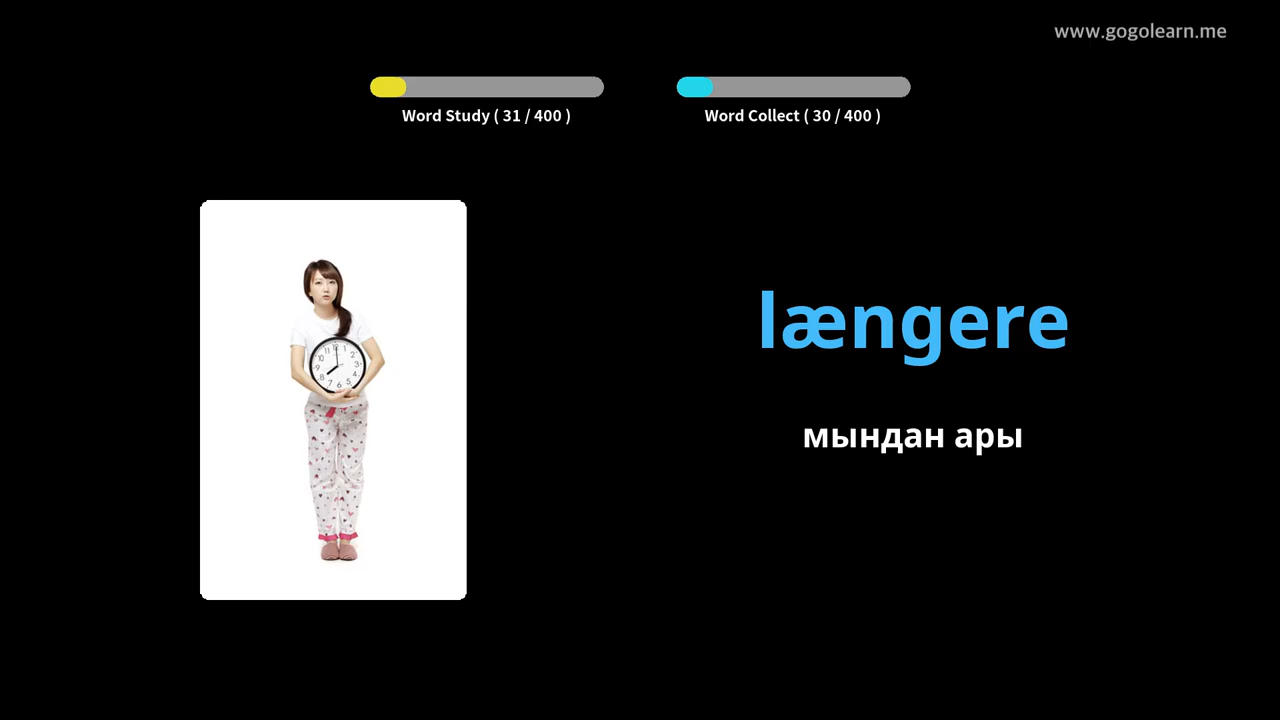 www.gogolearn.me
Word Study ( 31 / 400 )
Word Collect ( 30 / 400 )
længere
мындан ары